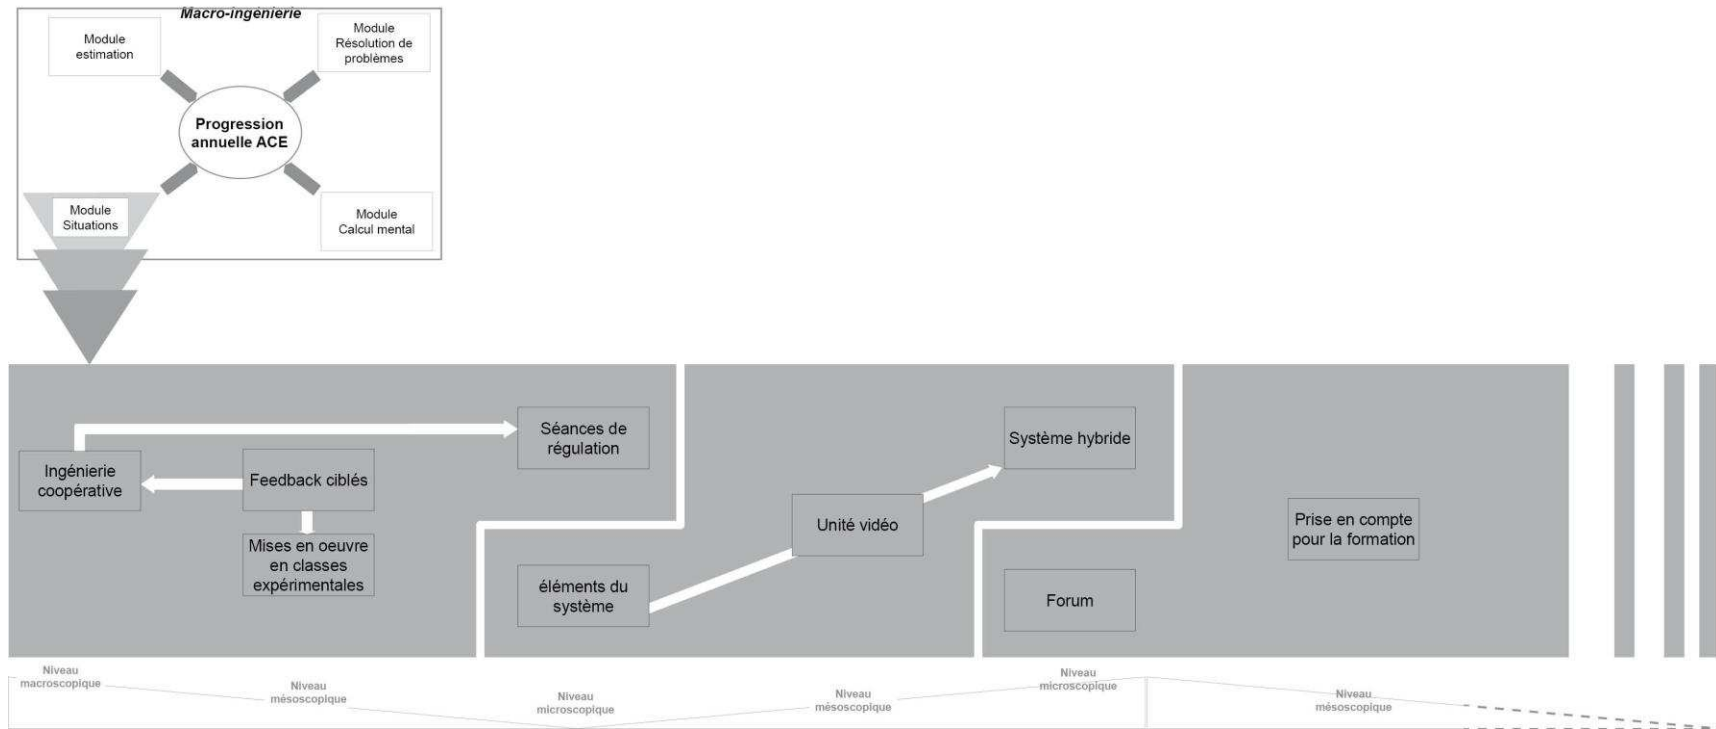 Macro-ingénierie
Module
estimation
Module
Résolution de
problèmes
Progression
annuelle ACE
Module
Situations
Module
Calcul mental
Ingénierie
coopérative
Feedback ciblés
Mises en oeuvre
en classes
expérimentales
Séances de
régulation
éléments du
système
Unité vidéo
Système hybride
Forum
Prise en compte
pour la formation
Niveau
macroscopique
Niveau
mésoscopique
Niveau
microscopique
Niveau
mésoscopique
Niveau
microscopique
Niveau
mésoscopique